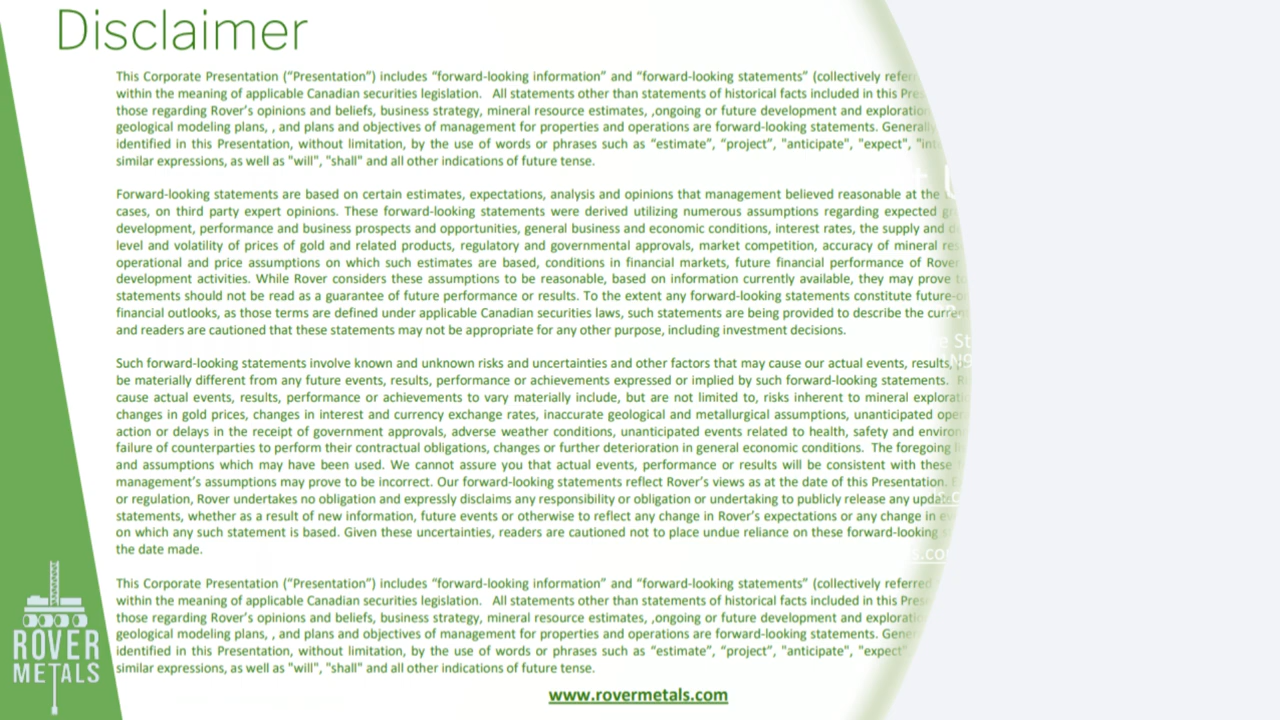 Disclaimer
This Corporate Presentation (“Presentation”) includes “forward-looking information” and “forward-looking statements” (collectively
within the meaning of applicable Canadian securities legislation. All statements other than statements of historical facts included in this
those regarding Rover’s opinions and beliefs, business strategy, mineral resource estimates, ,ongoing or future development and
geological modeling plans, , and plans and objectives of management for properties and operations are forward-looking statements.
identified in this Presentation, without limitation, by the use of words or phrases such as “estimate”, “project”, "anticipate", "expect",
similar expressions, as well as "will", "shall" and all other indications of future tense.
Forward-looking statements are based on certain estimates, expectations, analysis and opinions that management believed reasonable at the
cases, on third party expert opinions. These forward-looking statements were derived utilizing numerous assumptions regarding expected
development, performance and business prospects and opportunities, general business and economic conditions, interest rates, the supply and
level and volatility of prices of gold and related products, regulatory and governmental approvals, market competition, accuracy of mineral
operational and price assumptions on which such estimates are based, conditions in financial markets, future financial performance of Rover
development activities. While Rover considers these assumptions to be reasonable, based on information currently available, they may prove
statements should not be read as a guarantee of future performance or results. To the extent any forward-looking statements constitute
financial outlooks, as those terms are defined under applicable Canadian securities laws, such statements are being provided to describe the
and readers are cautioned that these statements may not be appropriate for any other purpose, including investment decisions.
Such forward-looking statements involve known and unknown risks and uncertainties and other factors that may cause our actual events, results,
be materially different from any future events, results, performance or achievements expressed or implied by such forward-looking statements.
cause actual events, results, performance or achievements to vary materially include, but are not limited to, risks inherent to mineral
changes in gold prices, changes in interest and currency exchange rates, inaccurate geological and metallurgical assumptions, unanticipated
action or delays in the receipt of government approvals, adverse weather conditions, unanticipated events related to health, safety and
failure of counterparties to perform their contractual obligations, changes or further deterioration in general economic conditions. The foregoing
and assumptions which may have been used. We cannot assure you that actual events, performance or results will be consistent with these
management’s assumptions may prove to be incorrect. Our forward-looking statements reflect Rover’s views as at the date of this Presentation.
or regulation, Rover undertakes no obligation and expressly disclaims any responsibility or obligation or undertaking to publicly release any
statements, whether as a result of new information, future events or otherwise to reflect any change in Rover’s expectations or any change in
on which any such statement is based. Given these uncertainties, readers are cautioned not to place undue reliance on these forward-looking
the date made.
This Corporate Presentation (“Presentation”) includes “forward-looking information” and “forward-looking statements” (collectively referred
within the meaning of applicable Canadian securities legislation. All statements other than statements of historical facts included in this
those regarding Rover’s opinions and beliefs, business strategy, mineral resource estimates, ,ongoing or future development and
geological modeling plans, , and plans and objectives of management for properties and operations are forward-looking statements.
identified in this Presentation, without limitation, by the use of words or phrases such as “estimate”, “project”, "anticipate", "expect"
similar expressions, as well as "will", "shall" and all other indications of future tense.
ROVER
METALS
www.rovermetals.com